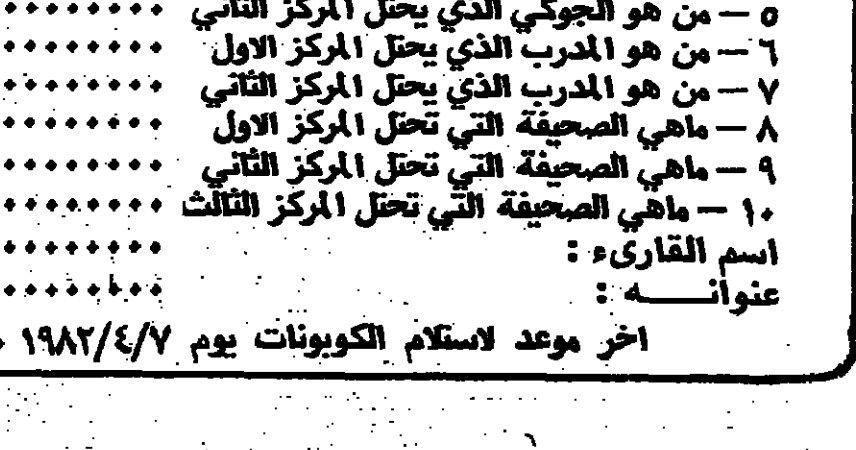 ٥ — من هو الجوكي الذي يحتل المركز الثاني ••••••••
٦ — من هو المدرب الذي يحتل المركز الاول ••••••••
٧ — من هو المدرب الذي يحتل المركز الثاني ••••••••
٨ — ماهي الصحيفة التي تحتل المركز الاول ••••••••
٩ — ماهي الصحيفة التي تحتل المركز الثاني ••••••••
١٠ — ماهي الصحيفة التي تحتل المركز الثالث ••••••••
اسم القارىء : ••••••••
عنوانـــه : ••••••••
اخر موعد لاستلام الكوبونات يوم ١٩٨٢/٤/٧ •